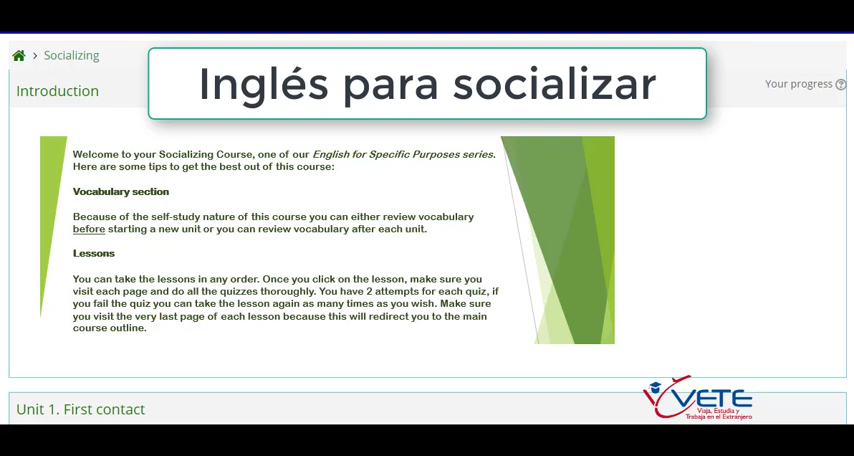 Socializing
Inglés para socializar
Introduction
Your progress
Welcome to your Socializing Course, one of our English for Specific Purposes series.
Here are some tips to get the best out of this course:
Vocabulary section
Because of the self-study nature of this course you can either review vocabulary
before starting a new unit or you can review vocabulary after each unit.
Lessons
You can take the lessons in any order. Once you click on the lesson, make sure you
visit each page and do all the quizzes thoroughly. You have 2 attempts for each quiz, if
you fail the quiz you can take the lesson again as many times as you wish. Make sure
you visit the very last page of each lesson because this will redirect you to the main
course outline.
Unit 1. First contact
VETE
Viaja, Estudia y
Trabaja en el Extranjero